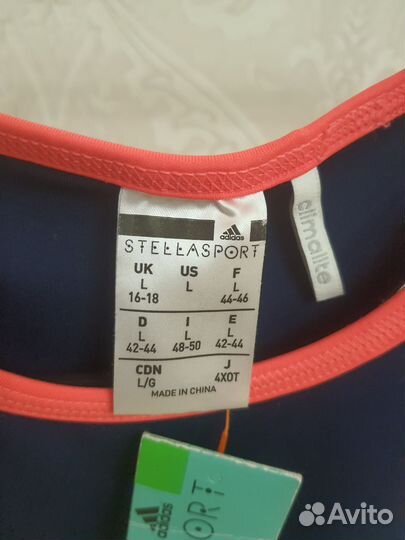 adidas
STELLASPORT
UK US F
L L L
16-18 44-46
D I E
L L L
42-44 48-50 42-44
CDN J
L/G 4XOT
MADE IN CHINA
climalite
adidas
STELLASPORT
Avito